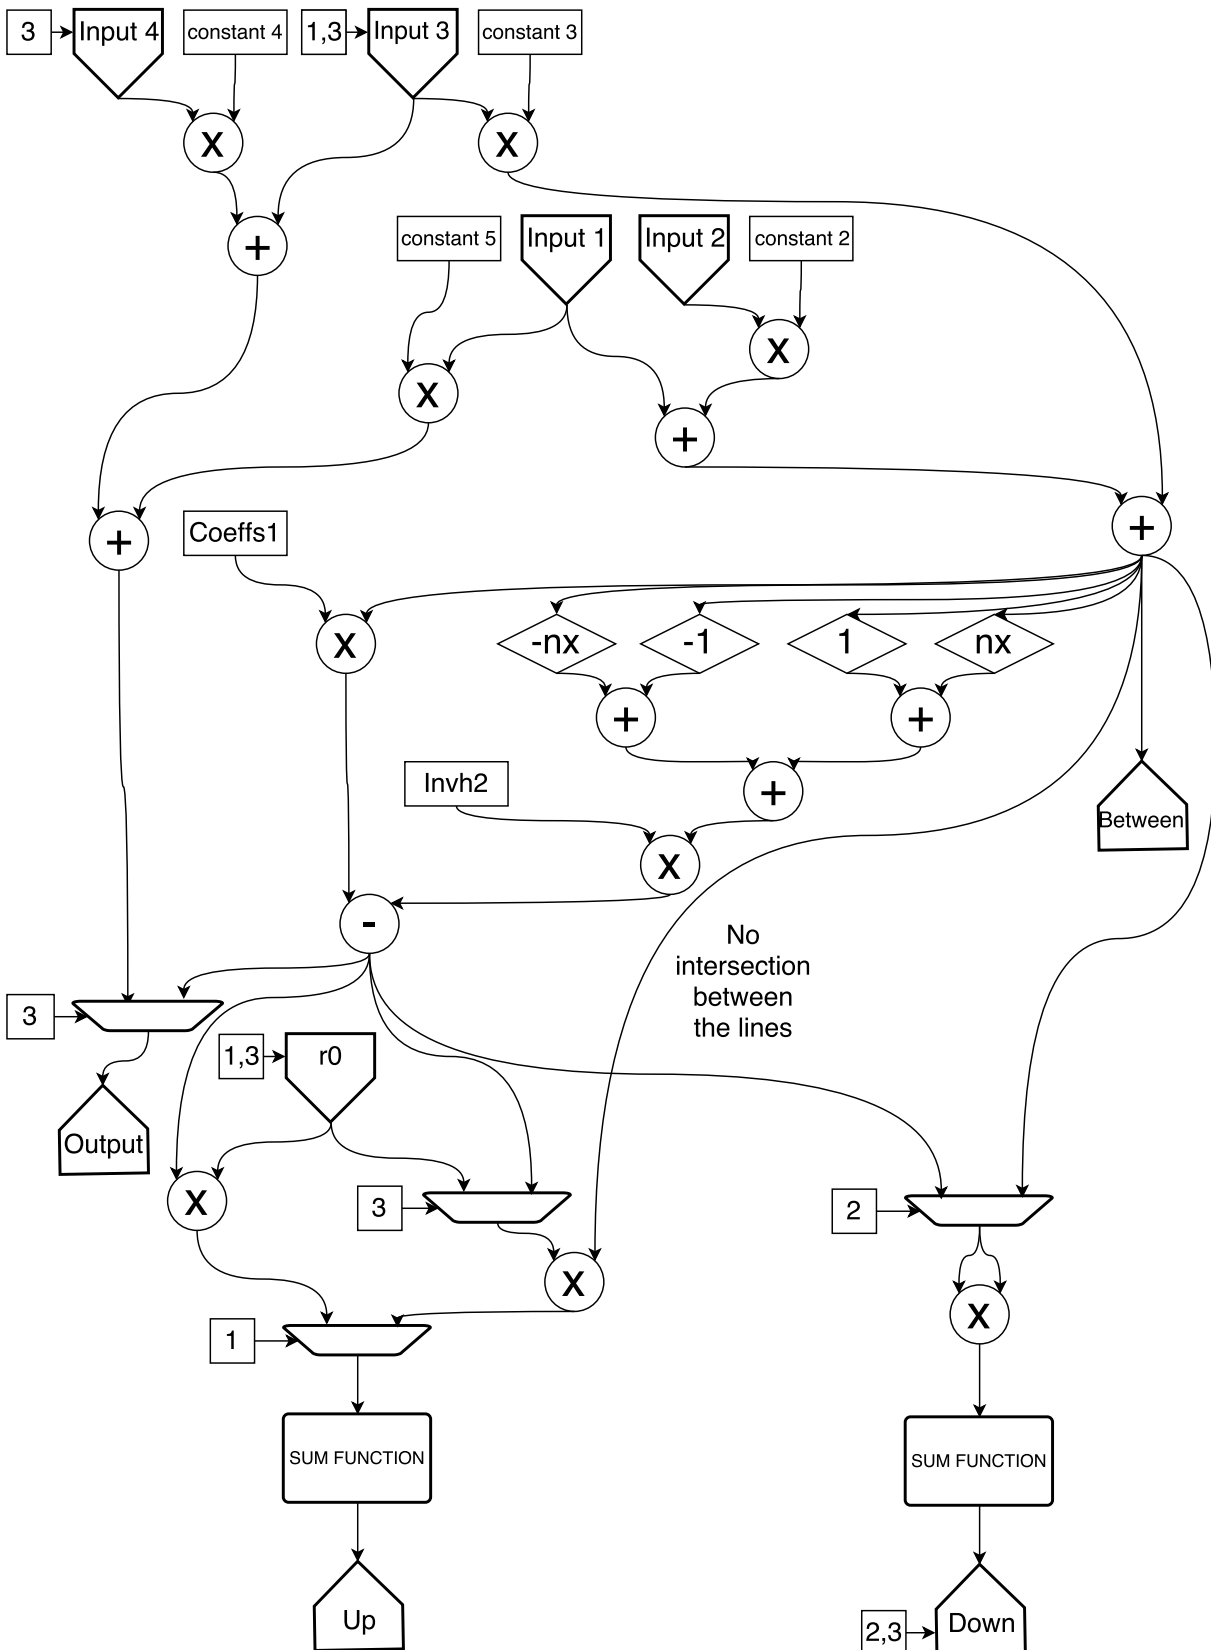 3
Input 4
constant 4
1,3
Input 3
constant 3
X
X
+
constant 5
Input 1
Input 2
constant 2
X
X
+
+
Coeffs1
+
X
-nx
-1
1
nx
+
+
Invh2
+
Between
X
-
No
intersection
between
the lines
3
1,3
r0
Output
X
3
2
X
X
1
SUM FUNCTION
SUM FUNCTION
Up
2,3
Down